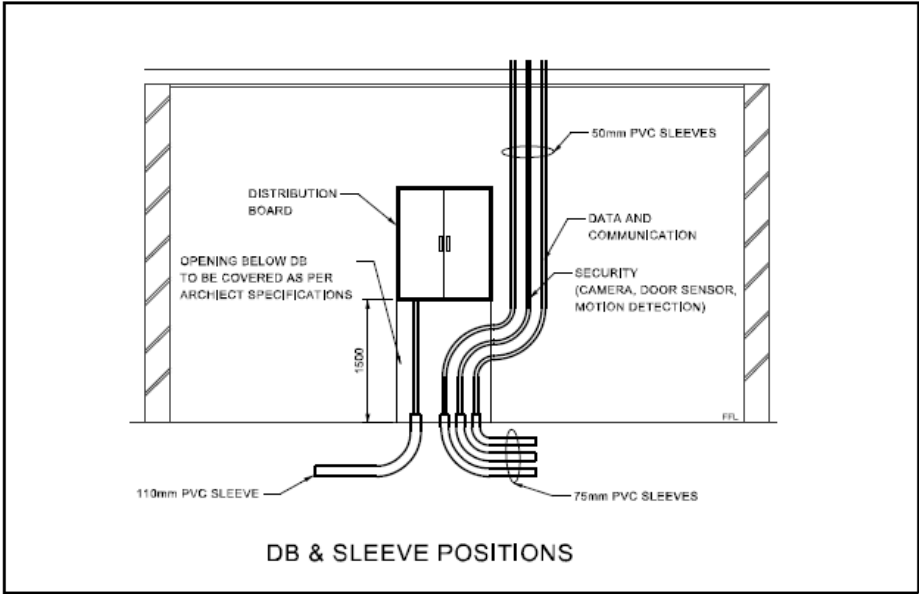 50mm PVC SLEEVES
DISTRIBUTION
BOARD
DATA AND
COMMUNICATION
OPENING BELOW DB
TO BE COVERED AS PER
ARCHIECT SPECIFICATIONS
SECURITY
(CAMERA, DOOR SENSOR,
MOTION DETECTION)
1500
FFL
110mm PVC SLEEVE
75mm PVC SLEEVES
DB & SLEEVE POSITIONS